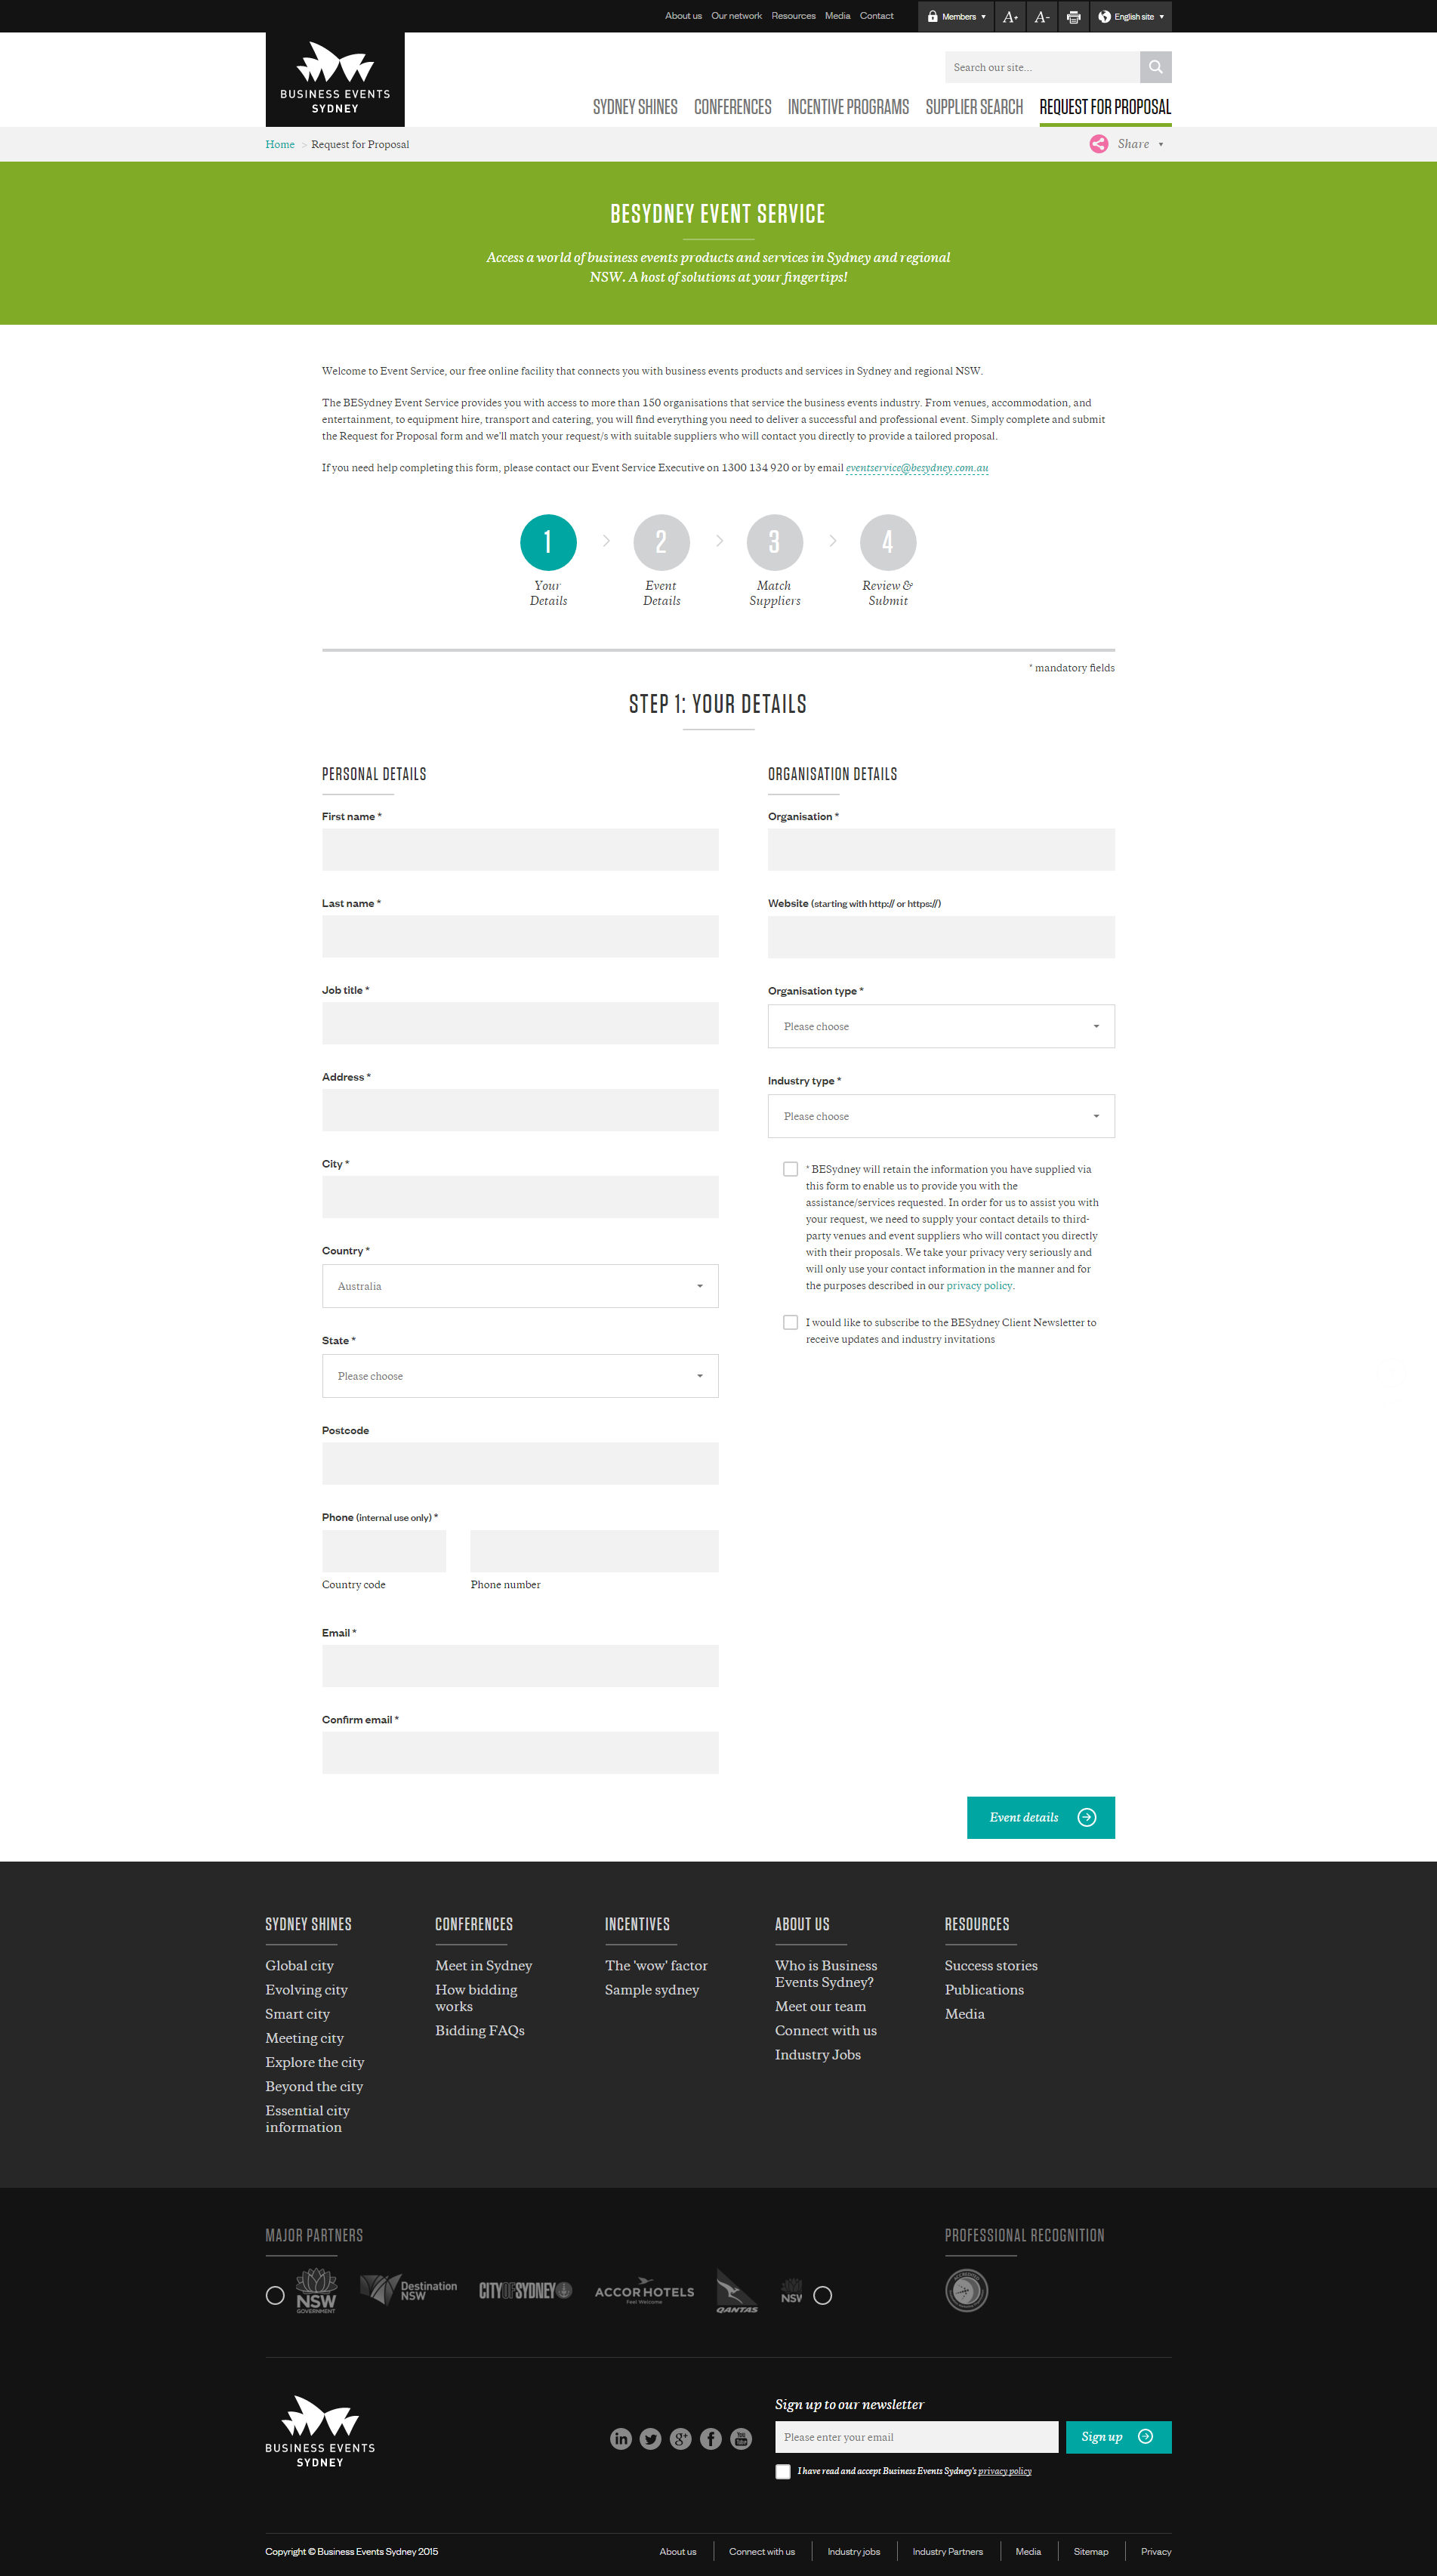 About us Our network Resources Media Contact Members A+ A- English site
BUSINESS EVENTS
SYDNEY
Search our site...
SYDNEY SHINES CONFERENCES INCENTIVE PROGRAMS SUPPLIER SEARCH REQUEST FOR PROPOSAL
Home > Request for Proposal
Share
BESYDNEY EVENT SERVICE
Access a world of business events products and services in Sydney and regional
NSW. A host of solutions at your fingertips!
Welcome to Event Service, our free online facility that connects you with business events products and services in Sydney and regional NSW.
The BESydney Event Service provides you with access to more than 150 organisations that service the business events industry. From venues, accommodation, and
entertainment, to equipment hire, transport and catering, you will find everything you need to deliver a successful and professional event. Simply complete and submit
the Request for Proposal form and we'll match your request/s with suitable suppliers who will contact you directly to provide a tailored proposal.
If you need help completing this form, please contact our Event Service Executive on 1300 134 920 or by email eventservice@besydney.com.au
1 > 2 > 3 > 4
Your
Details
Event
Details
Match
Suppliers
Review &
Submit
* mandatory fields
STEP 1: YOUR DETAILS
PERSONAL DETAILS
First name *
Last name *
Job title *
Address *
City *
Country *
Australia
State *
Please choose
Postcode
Phone (internal use only) *
Country code
Phone number
Email *
Confirm email *
ORGANISATION DETAILS
Organisation *
Website (starting with http:// or https://)
Organisation type *
Please choose
Industry type *
Please choose
* BESydney will retain the information you have supplied via
this form to enable us to provide you with the
assistance/services requested. In order for us to assist you with
your request, we need to supply your contact details to third-
party venues and event suppliers who will contact you directly
with their proposals. We take your privacy very seriously and
will only use your contact information in the manner and for
the purposes described in our privacy policy.
I would like to subscribe to the BESydney Client Newsletter to
receive updates and industry invitations
Event details
SYDNEY SHINES
Global city
Evolving city
Smart city
Meeting city
Explore the city
Beyond the city
Essential city
information
CONFERENCES
Meet in Sydney
How bidding
works
Bidding FAQs
INCENTIVES
The 'wow' factor
Sample sydney
ABOUT US
Who is Business
Events Sydney?
Meet our team
Connect with us
Industry Jobs
RESOURCES
Success stories
Publications
Media
MAJOR PARTNERS
NSW
GOVERNMENT
Destination
NSW
CITYOFSYDNEY
ACCOR HOTELS
Feel Welcome
QANTAS
NSW
PROFESSIONAL RECOGNITION
BUSINESS EVENTS
SYDNEY
in g+ f You Tube
Sign up to our newsletter
Please enter your email
Sign up
I have read and accept Business Events Sydney's privacy policy
Copyright © Business Events Sydney 2015
About us Connect with us Industry jobs Industry Partners Media Sitemap Privacy